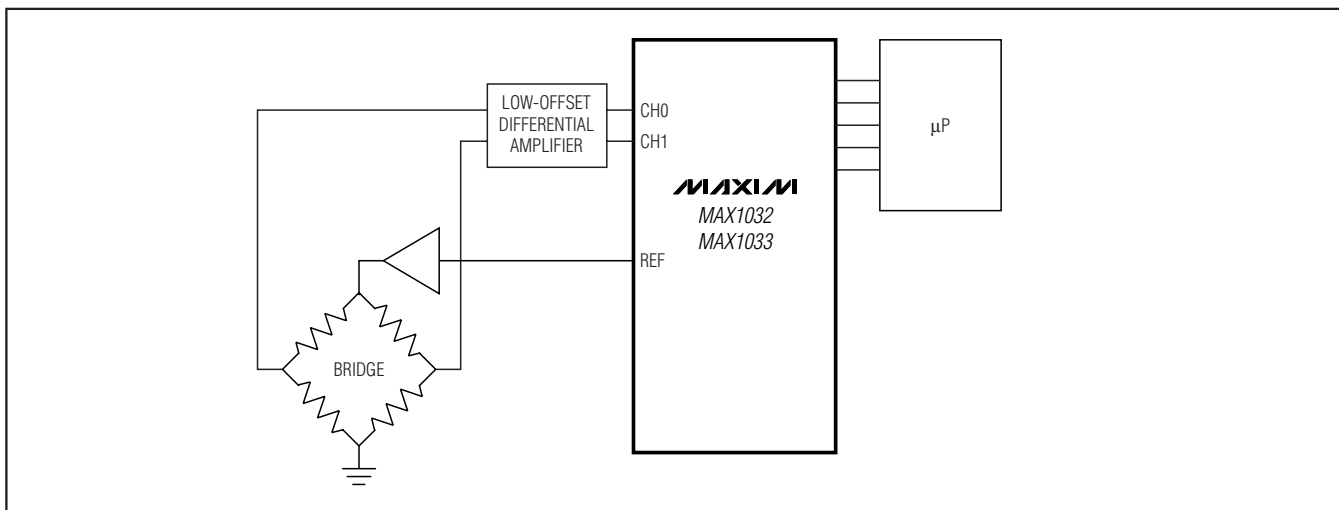 LOW-OFFSET
DIFFERENTIAL
AMPLIFIER
CH0
CH1
µP
MAXIM
MAX1032
MAX1033
REF
BRIDGE